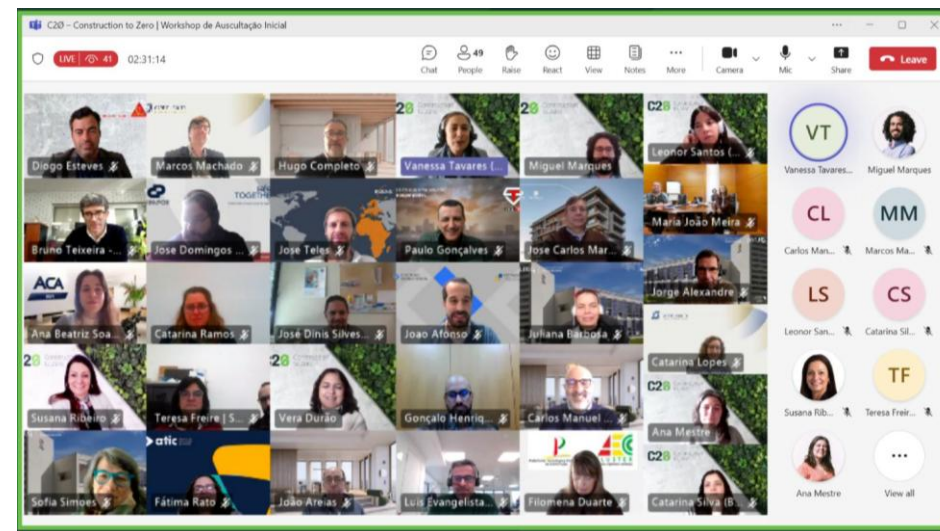 C2Ø – Construction to Zero | Workshop de Auscultação Inicial
LIVE 41 02:31:14
Chat
49
People
Raise
React
View
Notes
More
Camera
Mic
Share
Leave
Diogo Esteves
Marcos Machado
Hugo Completo
Vanessa Tavares (...
Miguel Marques
Leonor Santos (...
Bruno Teixeira -...
Jose Domingos ...
Jose Teles
Paulo Gonçalves
Jose Carlos Mar...
Maria João Meira
Jorge Alexandre
ACA
Ana Beatriz Soa...
Catarina Ramos
José Dinis Silves...
Joao Afonso
Juliana Barbosa
Catarina Lopes
Susana Ribeiro
Teresa Freire | S...
Vera Durão
Gonçalo Henriq...
Carlos Manuel ...
C2Ø
Ana Mestre
Sofia Simoes
atic
Fátima Rato
João Areias
Luis Evangelista...
Filomena Duarte
C2Ø
Catarina Silva (B...
VT
Vanessa Tavares...
Miguel Marques
CL
Carlos Man...
MM
Marcos Ma...
LS
Leonor San...
CS
Catarina Sil...
Susana Rib...
TF
Teresa Freir...
Ana Mestre
...
View all